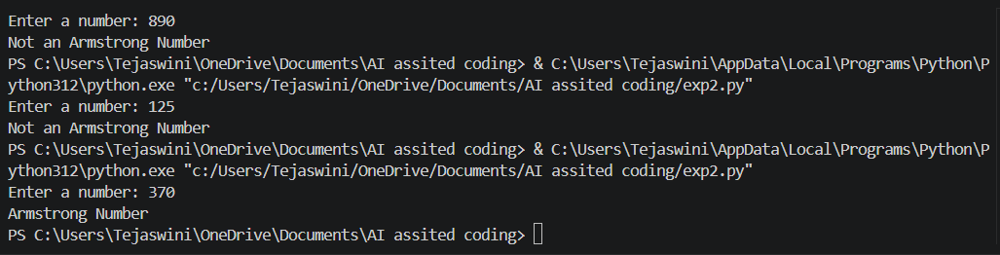 Enter a number: 890
Not an Armstrong Number
PS C:\Users\Tejaswini\OneDrive\Documents\AI assited coding> & C:\Users\Tejaswini\AppData\Local\Programs\Python\P
ython312\python.exe "c:/Users/Tejaswini/OneDrive/Documents/AI assited coding/exp2.py"
Enter a number: 125
Not an Armstrong Number
PS C:\Users\Tejaswini\OneDrive\Documents\AI assited coding> & C:\Users\Tejaswini\AppData\Local\Programs\Python\P
ython312\python.exe "c:/Users/Tejaswini/OneDrive/Documents/AI assited coding/exp2.py"
Enter a number: 370
Armstrong Number
PS C:\Users\Tejaswini\OneDrive\Documents\AI assited coding>